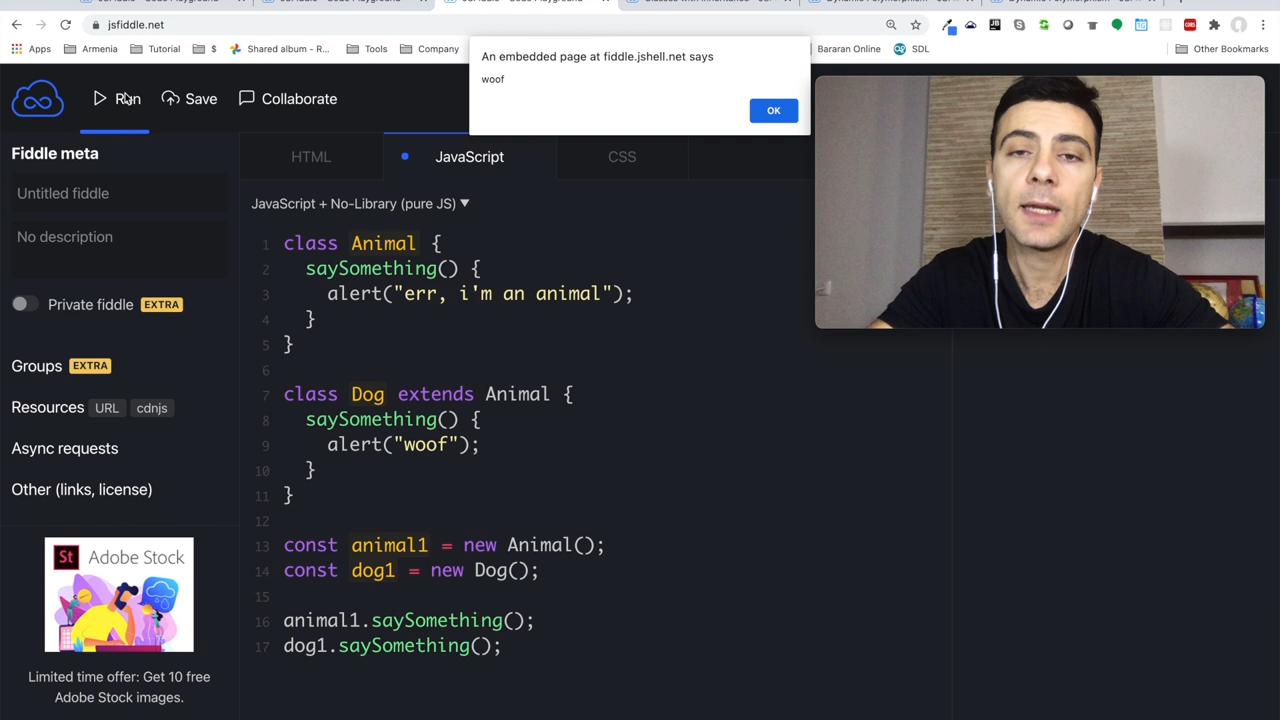 jsfiddle.net
Apps
Armenia
Tutorial
$
Shared album - R...
Tools
Company
Bararan Online
SDL
Other Bookmarks
An embedded page at fiddle.jshell.net says
woof
OK
Run
Save
Collaborate
Fiddle meta
Untitled fiddle
No description
Private fiddle EXTRA
Groups EXTRA
Resources URL cdnjs
Async requests
Other (links, license)
St Adobe Stock
Limited time offer: Get 10 free
Adobe Stock images.
HTML
JavaScript
CSS
JavaScript + No-Library (pure JS) ▼
1 class Animal {
2 saySomething() {
3 alert("err, i'm an animal");
4 }
5 }
6
7 class Dog extends Animal {
8 saySomething() {
9 alert("woof");
10 }
11 }
12
13 const animal1 = new Animal();
14 const dog1 = new Dog();
15
16 animal1.saySomething();
17 dog1.saySomething();